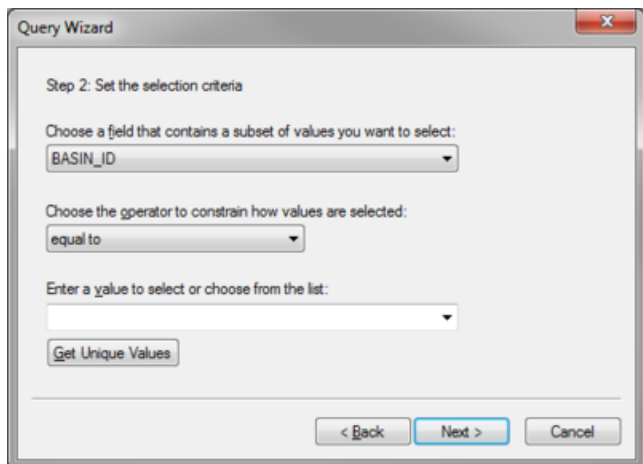 Query Wizard
Step 2: Set the selection criteria
Choose a field that contains a subset of values you want to select:
BASIN_ID
Choose the operator to constrain how values are selected:
equal to
Enter a value to select or choose from the list:
Get Unique Values
< Back Next > Cancel